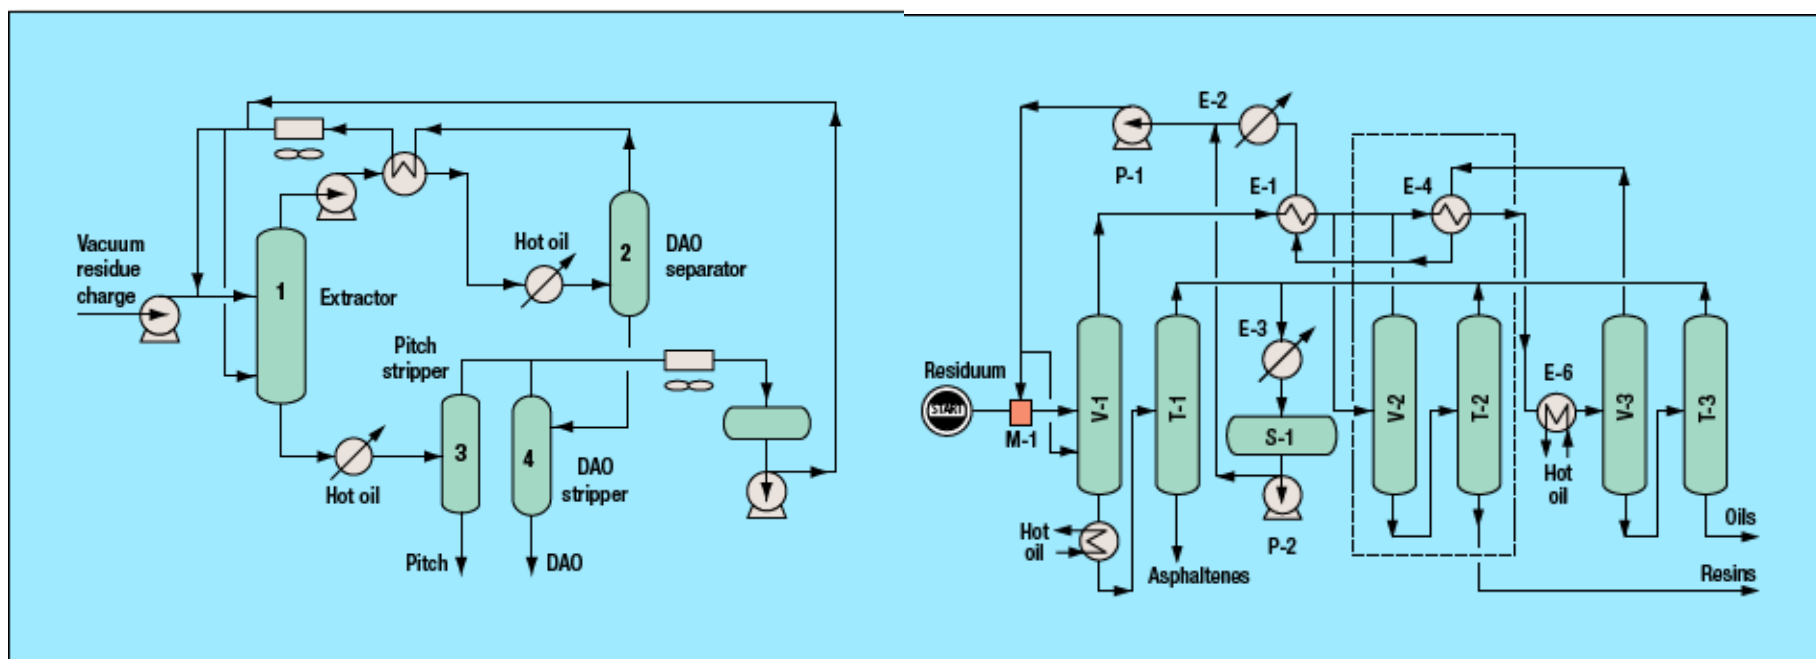 Vacuum
residue
charge
1
Extractor
Hot oil
2
DAO
separator
Pitch
stripper
Hot oil
3
4
DAO
stripper
Pitch
DAO
E-2
P-1
E-1
E-4
Residuum
START
M-1
V-1
T-1
E-3
S-1
P-2
Hot
oil
Asphaltenes
V-2
T-2
E-6
Hot
oil
V-3
T-3
Oils
Resins